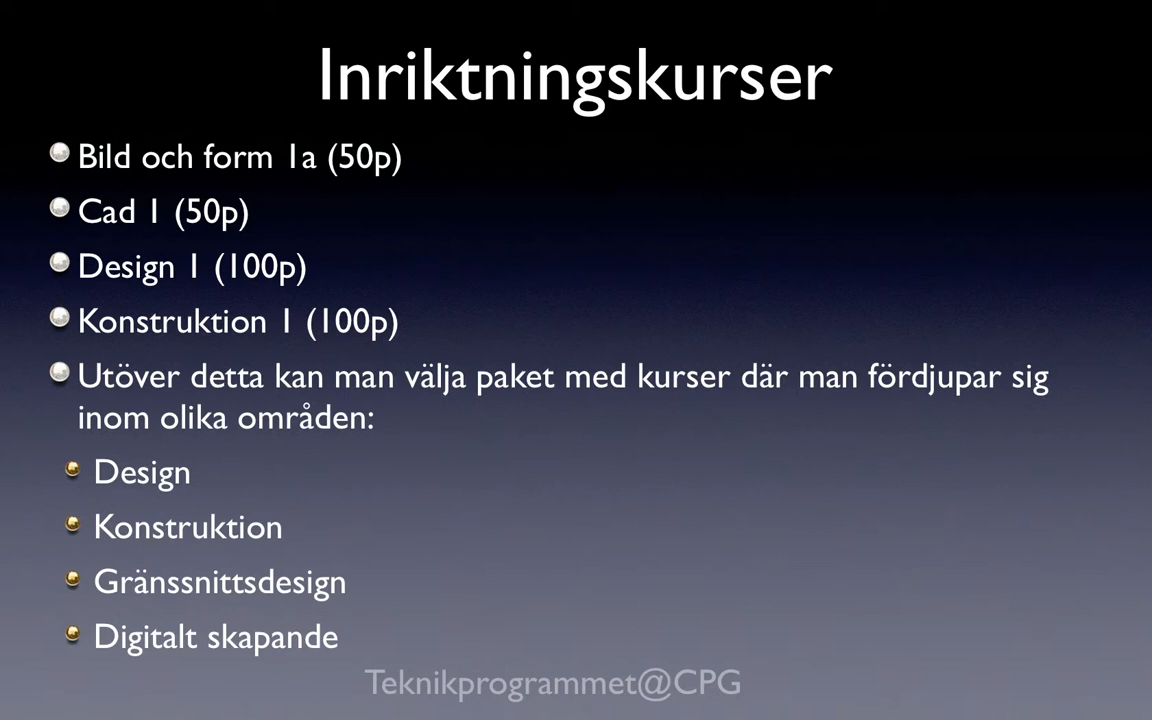 Inriktningskurser
Bild och form 1a (50p)
Cad 1 (50p)
Design 1 (100p)
Konstruktion 1 (100p)
Utöver detta kan man välja paket med kurser där man fördjupar sig
inom olika områden:
Design
Konstruktion
Gränssnittsdesign
Digitalt skapande
Teknikprogrammet@CPG